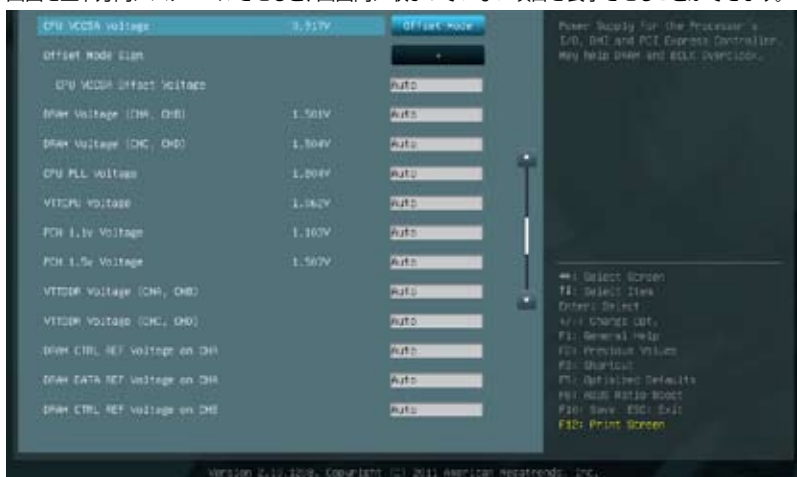 CPU VCCSA Voltage 0.917V Offset Mode
Offset Mode Sign +
CPU VCCSA Offset Voltage Auto
DRAM Voltage (CHA, CHB) 1.501V Auto
DRAM Voltage (CHC, CHD) 1.504V Auto
CPU PLL Voltage 1.804V Auto
VTTCPU Voltage 1.062V Auto
PCH 1.1v Voltage 1.103V Auto
PCH 1.5v Voltage 1.507V Auto
VTTDDR Voltage (CHA, CHB) Auto
VTTDDR Voltage (CHC, CHD) Auto
DRAM CTRL REF Voltage on CHA Auto
DRAM DATA REF Voltage on CHA Auto
DRAM CTRL REF Voltage on CHB Auto
Power Supply for the Processor's
I/O, DMI and PCI Express Controller.
May help DRAM and BCLK Overclock.
→←: Select Screen
↑↓: Select Item
Enter: Select
+/-: Change Opt.
F1: General Help
F2: Previous Values
F3: Shortcut
F5: Optimized Defaults
F6: ASUS Ratio Boost
F10: Save ESC: Exit
F12: Print Screen
Version 2.10.1208. Copyright (C) 2011 American Megatrends, Inc.